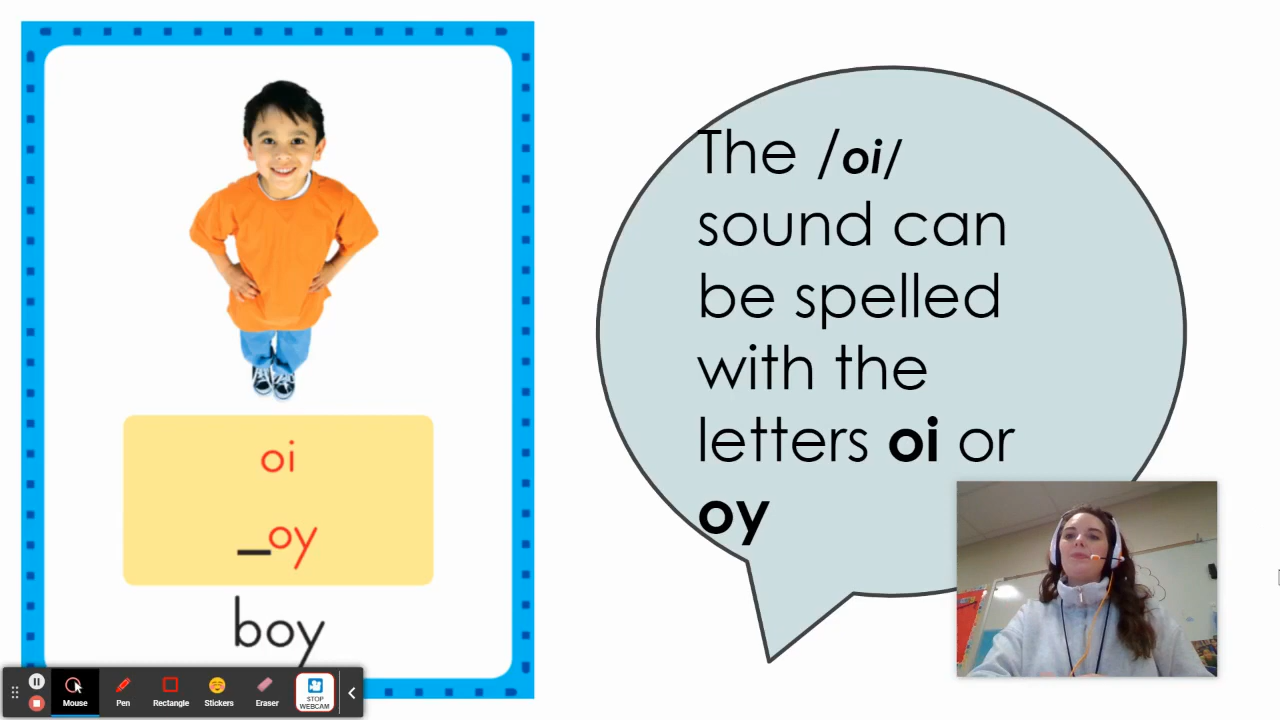 oi
_oy
boy
The /oi/
sound can
be spelled
with the
letters oi or
oy
Mouse
Pen
Rectangle
Stickers
Eraser
STOP
WEBCAM